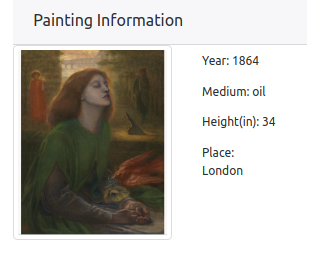 Painting Information
Year: 1864
Medium: oil
Height(in): 34
Place:
London